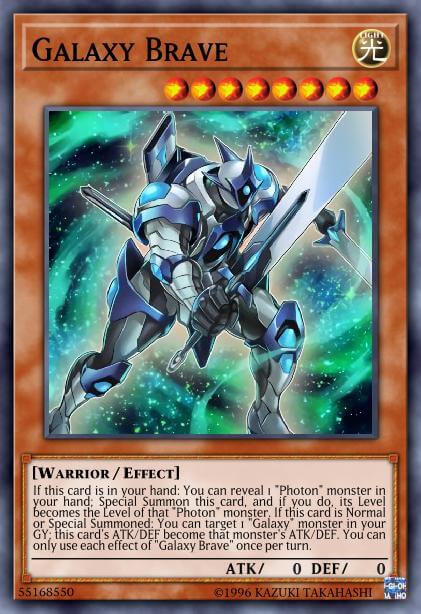 GALAXY BRAVE
LIGHT
光
[WARRIOR / EFFECT]
If this card is in your hand: You can reveal 1 "Photon" monster in
your hand; Special Summon this card, and if you do, its Level
becomes the Level of that "Photon" monster. If this card is Normal
or Special Summoned: You can target 1 "Galaxy" monster in your
GY; this card's ATK/DEF become that monster's ATK/DEF. You can
only use each effect of "Galaxy Brave" once per turn.
ATK/ 0 DEF/ 0
55168550 ©1996 KAZUKI TAKAHASHI